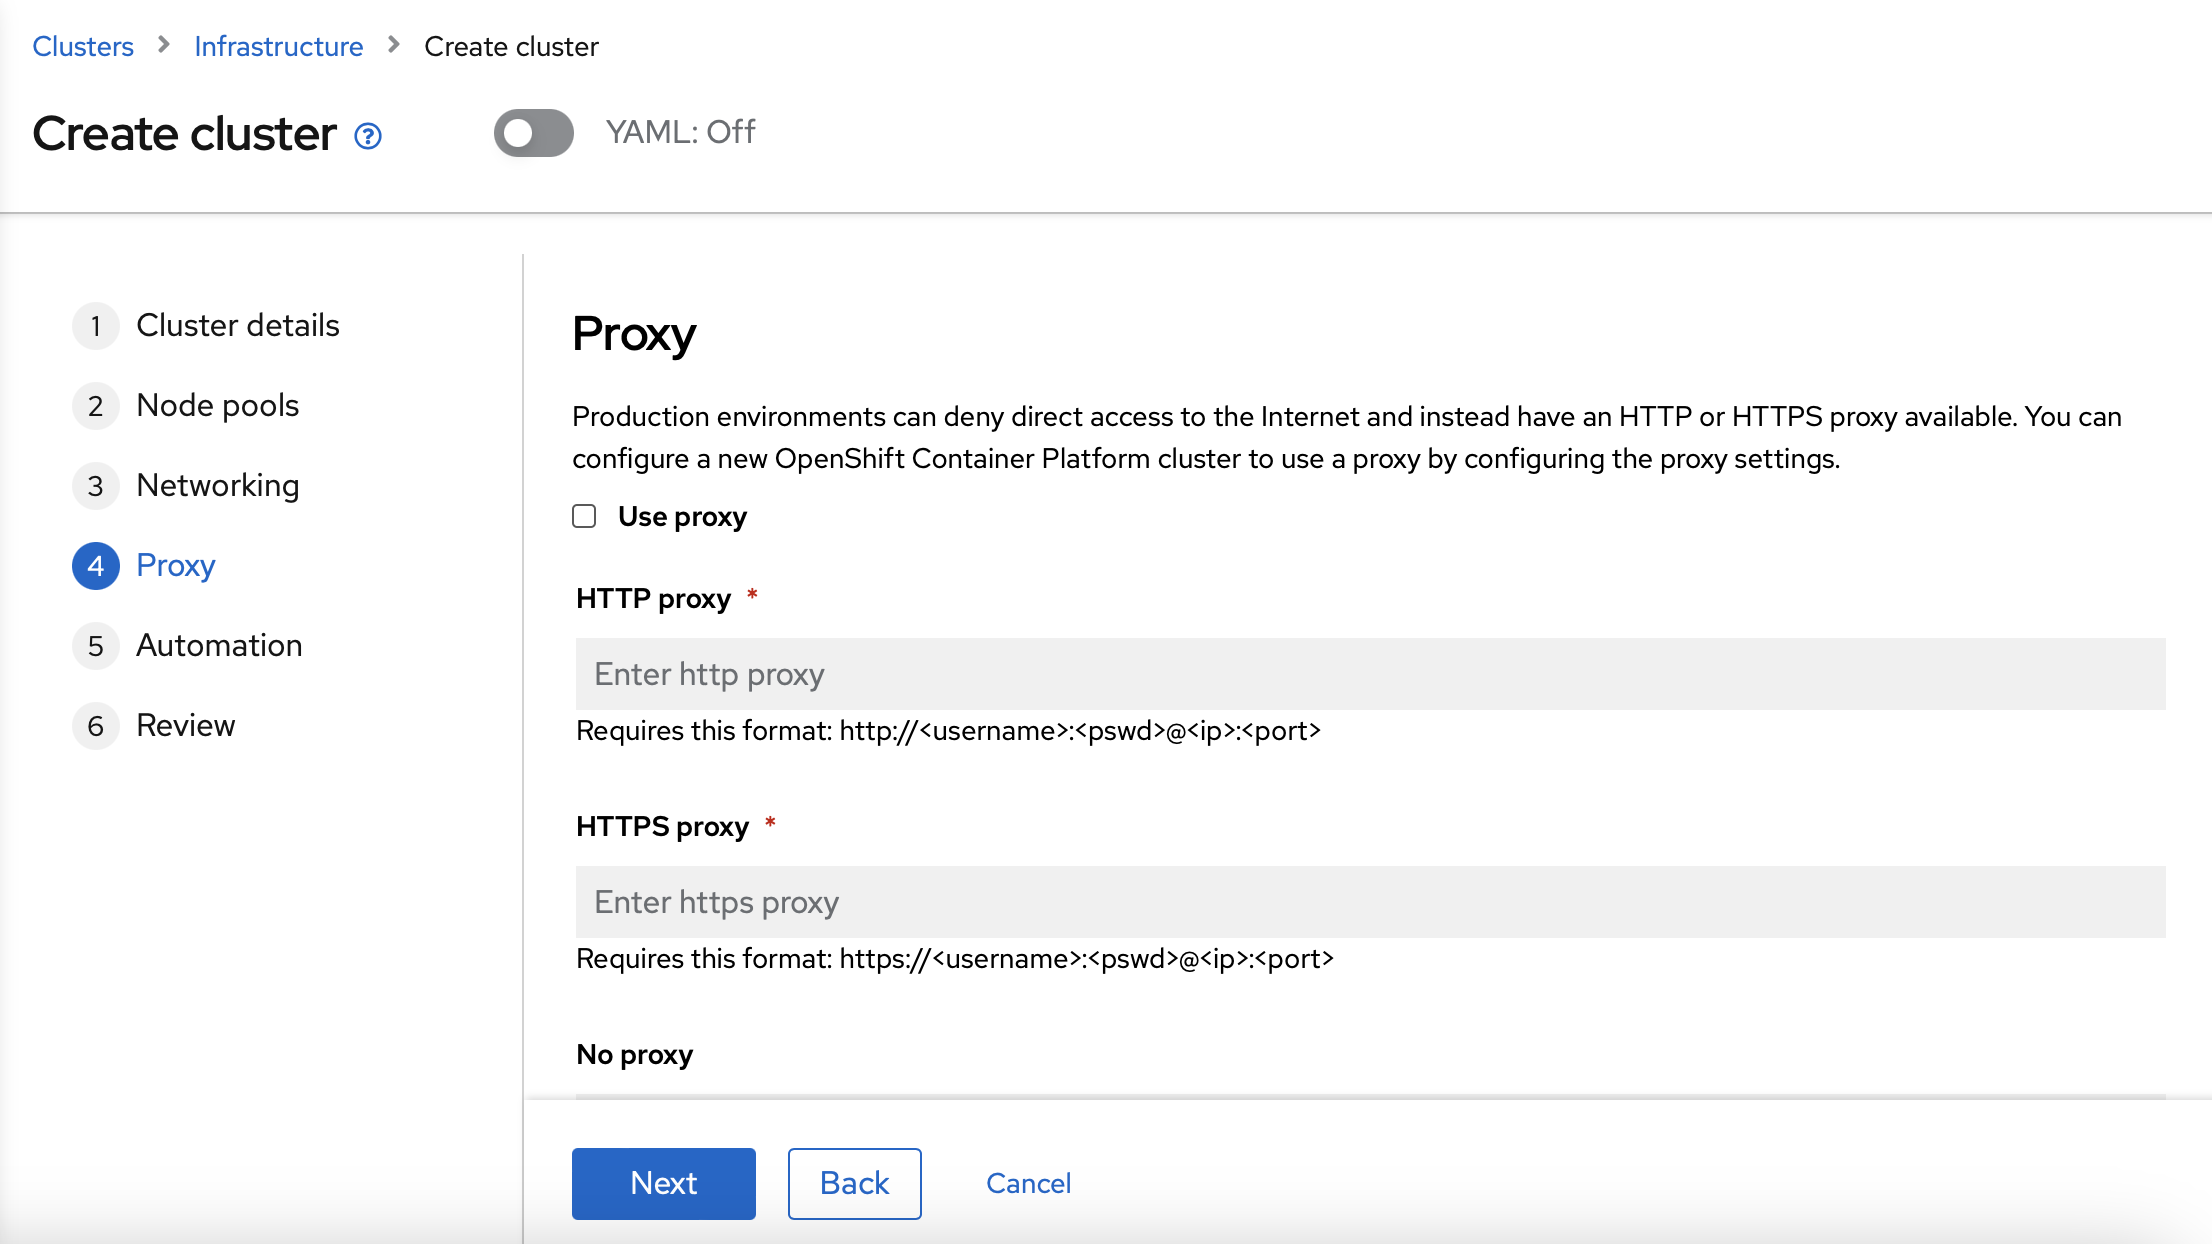 Clusters > Infrastructure > Create cluster
Create cluster ?
YAML: Off
1 Cluster details
2 Node pools
3 Networking
4 Proxy
5 Automation
6 Review
Proxy
Production environments can deny direct access to the Internet and instead have an HTTP or HTTPS proxy available. You can
configure a new OpenShift Container Platform cluster to use a proxy by configuring the proxy settings.
Use proxy
HTTP proxy *
Enter http proxy
Requires this format: http://<username>:<pswd>@<ip>:<port>
HTTPS proxy *
Enter https proxy
Requires this format: https://<username>:<pswd>@<ip>:<port>
No proxy
Next Back Cancel